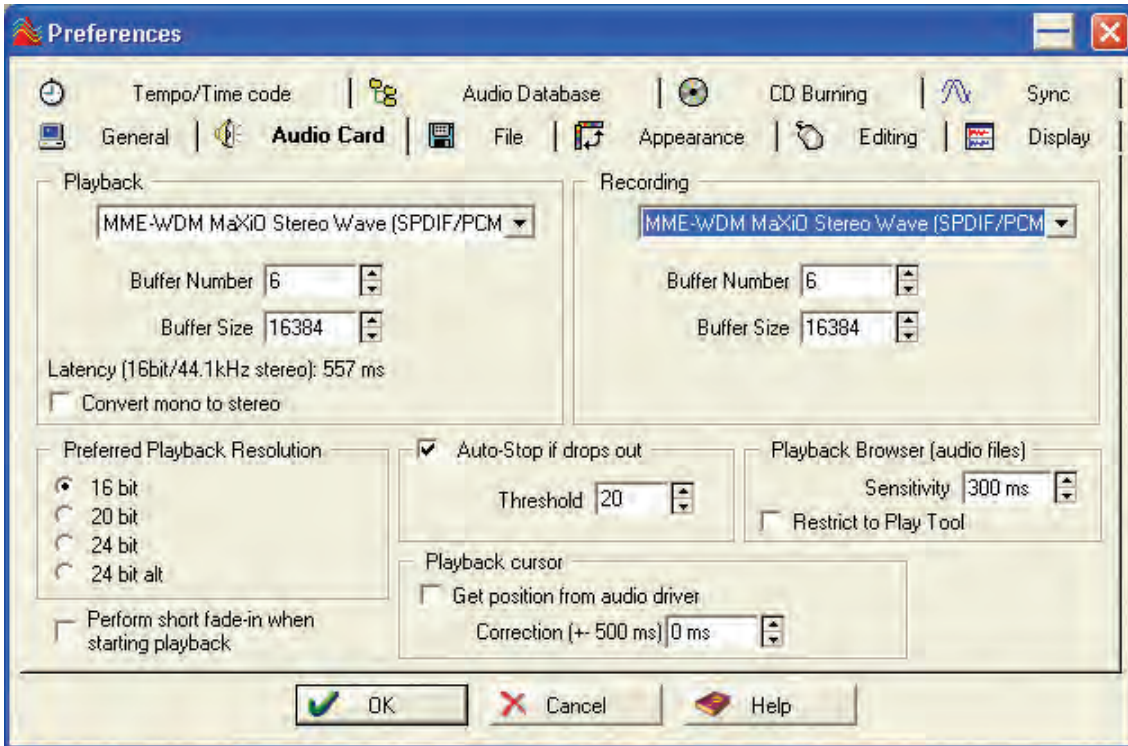 Preferences
Tempo/Time code Audio Database CD Burning Sync
General Audio Card File Appearance Editing Display
Playback
MME-WDM MaXiO Stereo Wave (SPDIF/PCM
Buffer Number 6
Buffer Size 16384
Latency (16bit/44.1kHz stereo): 557 ms
Convert mono to stereo
Recording
MME-WDM MaXiO Stereo Wave (SPDIF/PCM
Buffer Number 6
Buffer Size 16384
Preferred Playback Resolution
16 bit
20 bit
24 bit
24 bit alt
Perform short fade-in when
starting playback
Auto-Stop if drops out
Threshold 20
Playback Browser (audio files)
Sensitivity 300 ms
Restrict to Play Tool
Playback cursor
Get position from audio driver
Correction (+- 500 ms) 0 ms
OK Cancel Help